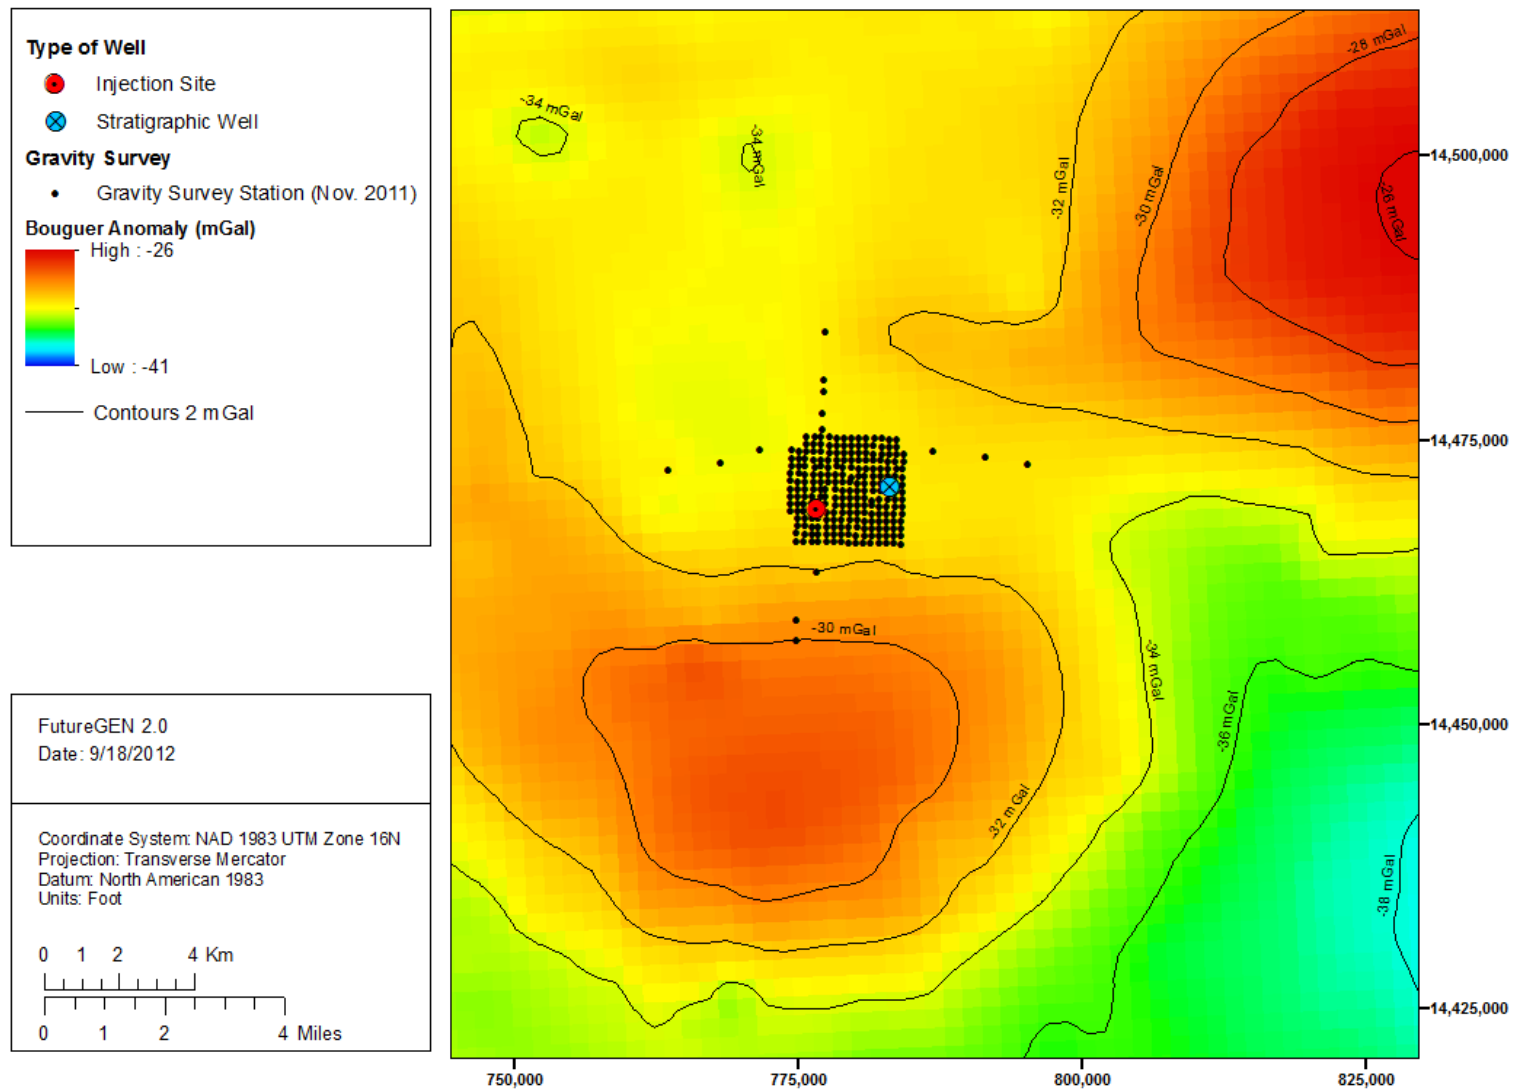 Type of Well
Injection Site
Stratigraphic Well
Gravity Survey
Gravity Survey Station (Nov. 2011)
Bouguer Anomaly (mGal)
High : -26
Low : -41
Contours 2 mGal
FutureGEN 2.0
Date: 9/18/2012
Coordinate System: NAD 1983 UTM Zone 16N
Projection: Transverse Mercator
Datum: North American 1983
Units: Foot
0 1 2 4 Km
0 1 2 4 Miles
-34 mGal
-34 mGal
-32 mGal
-30 mGal
-28 mGal
-26 mGal
-30 mGal
-32 mGal
-34 mGal
-36 mGal
-38 mGal
14,500,000
14,475,000
14,450,000
14,425,000
750,000 775,000 800,000 825,000